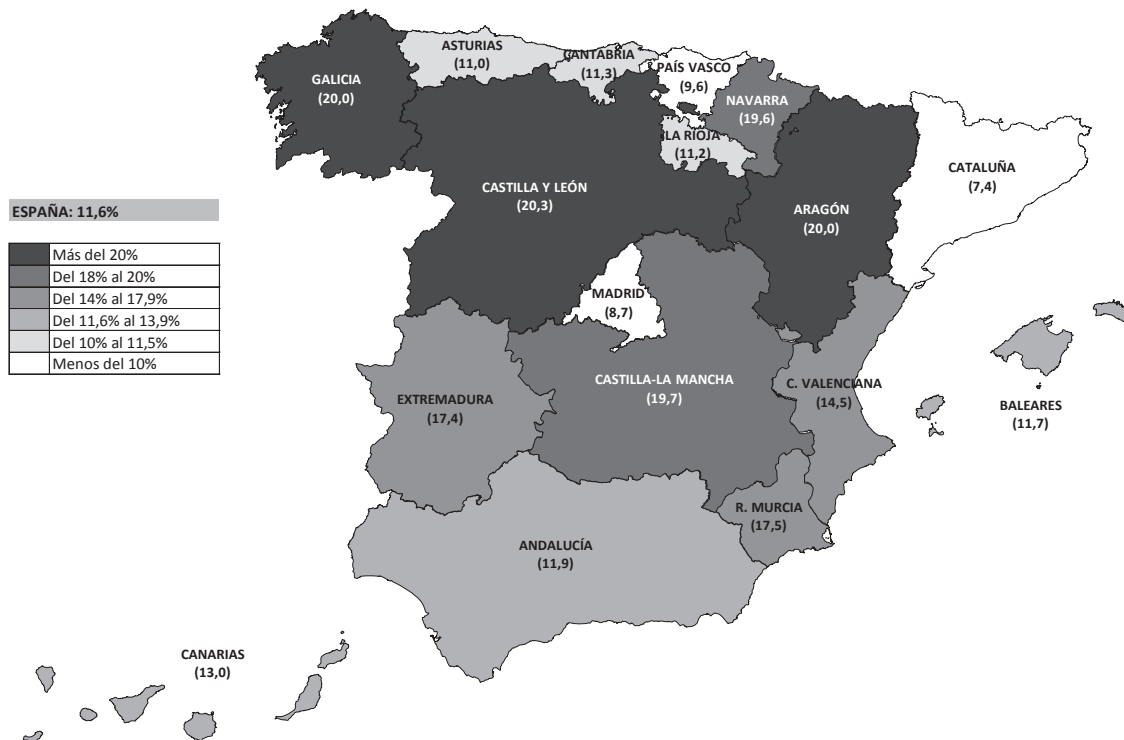 ASTURIAS
(11,0)
CANTABRIA
(11,3)
PAÍS VASCO
(9,6)
GALICIA
(20,0)
NAVARRA
(19,6)
LA RIOJA
(11,2)
CATALUÑA
(7,4)
CASTILLA Y LEÓN
(20,3)
ARAGÓN
(20,0)
ESPAÑA: 11,6%
Más del 20%
Del 18% al 20%
Del 14% al 17,9%
Del 11,6% al 13,9%
Del 10% al 11,5%
Menos del 10%
MADRID
(8,7)
CASTILLA-LA MANCHA
(19,7)
C. VALENCIANA
(14,5)
EXTREMADURA
(17,4)
BALEARES
(11,7)
R. MURCIA
(17,5)
ANDALUCÍA
(11,9)
CANARIAS
(13,0)